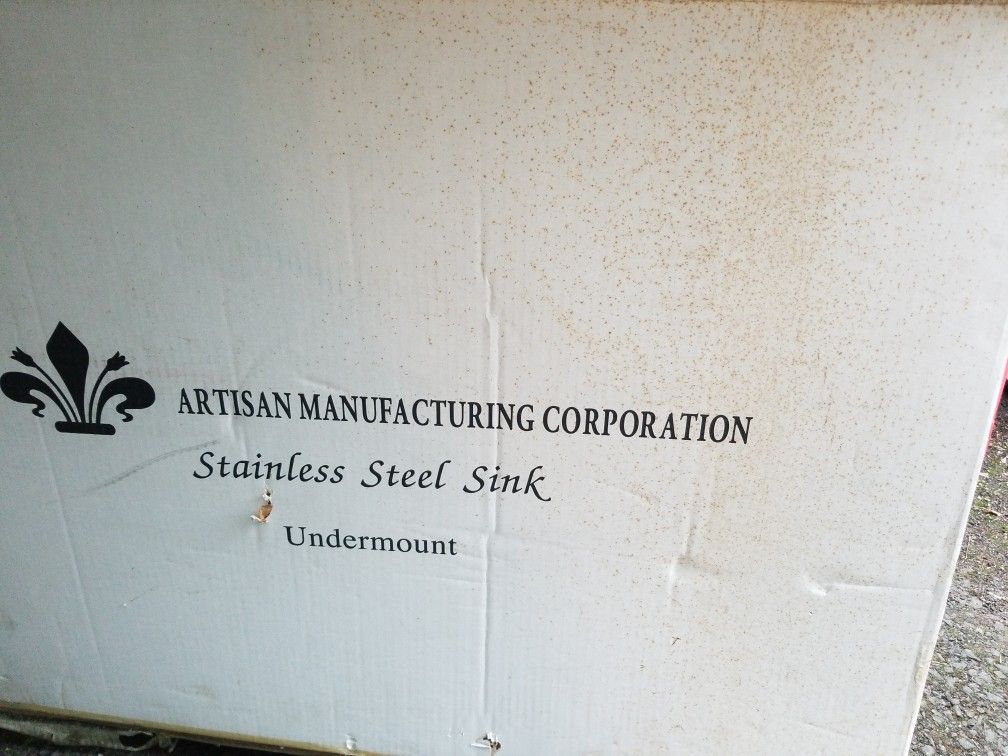 ARTISAN MANUFACTURING CORPORATION
Stainless Steel Sink
Undermount